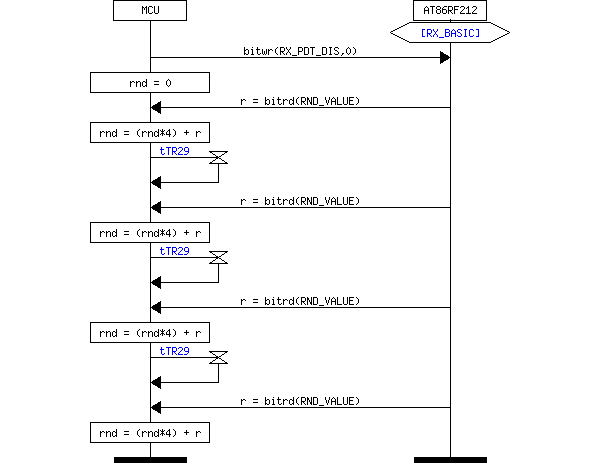 MCU AT86RF212
[RX_BASIC]
bitwr(RX_PDT_DIS,0)
rnd = 0
r = bitrd(RND_VALUE)
rnd = (rnd*4) + r
tTR29
r = bitrd(RND_VALUE)
rnd = (rnd*4) + r
tTR29
r = bitrd(RND_VALUE)
rnd = (rnd*4) + r
tTR29
r = bitrd(RND_VALUE)
rnd = (rnd*4) + r